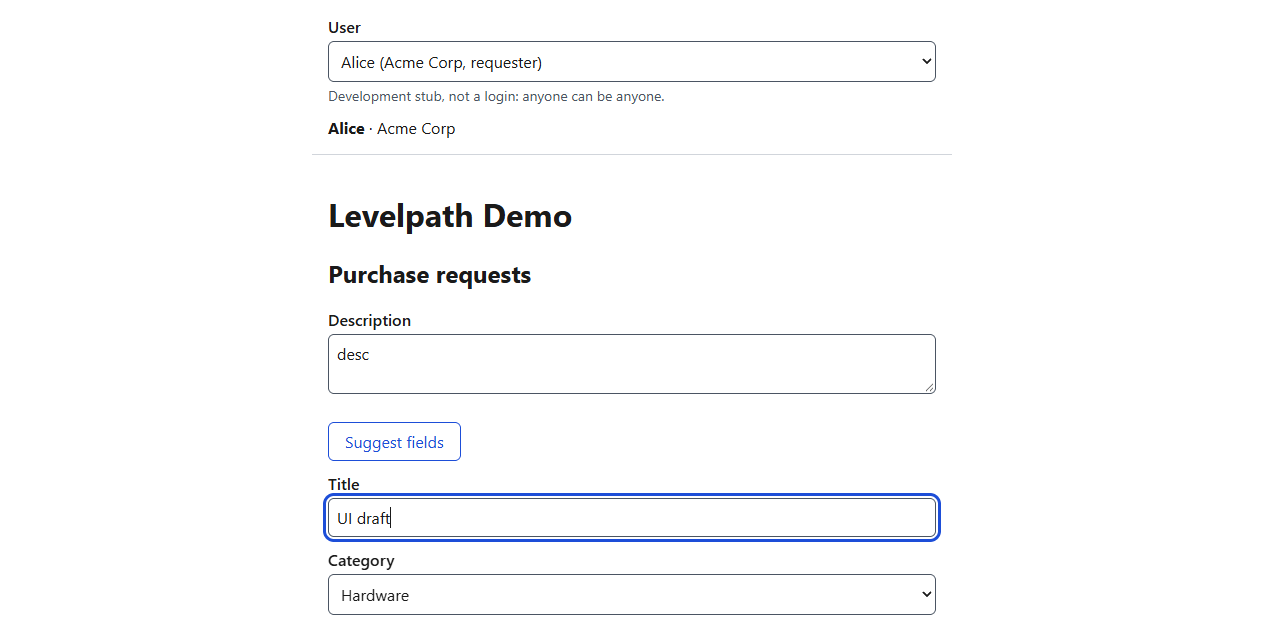 User
Alice (Acme Corp, requester)
Development stub, not a login: anyone can be anyone.
Alice · Acme Corp
Levelpath Demo
Purchase requests
Description
desc
Suggest fields
Title
UI draft
Category
Hardware